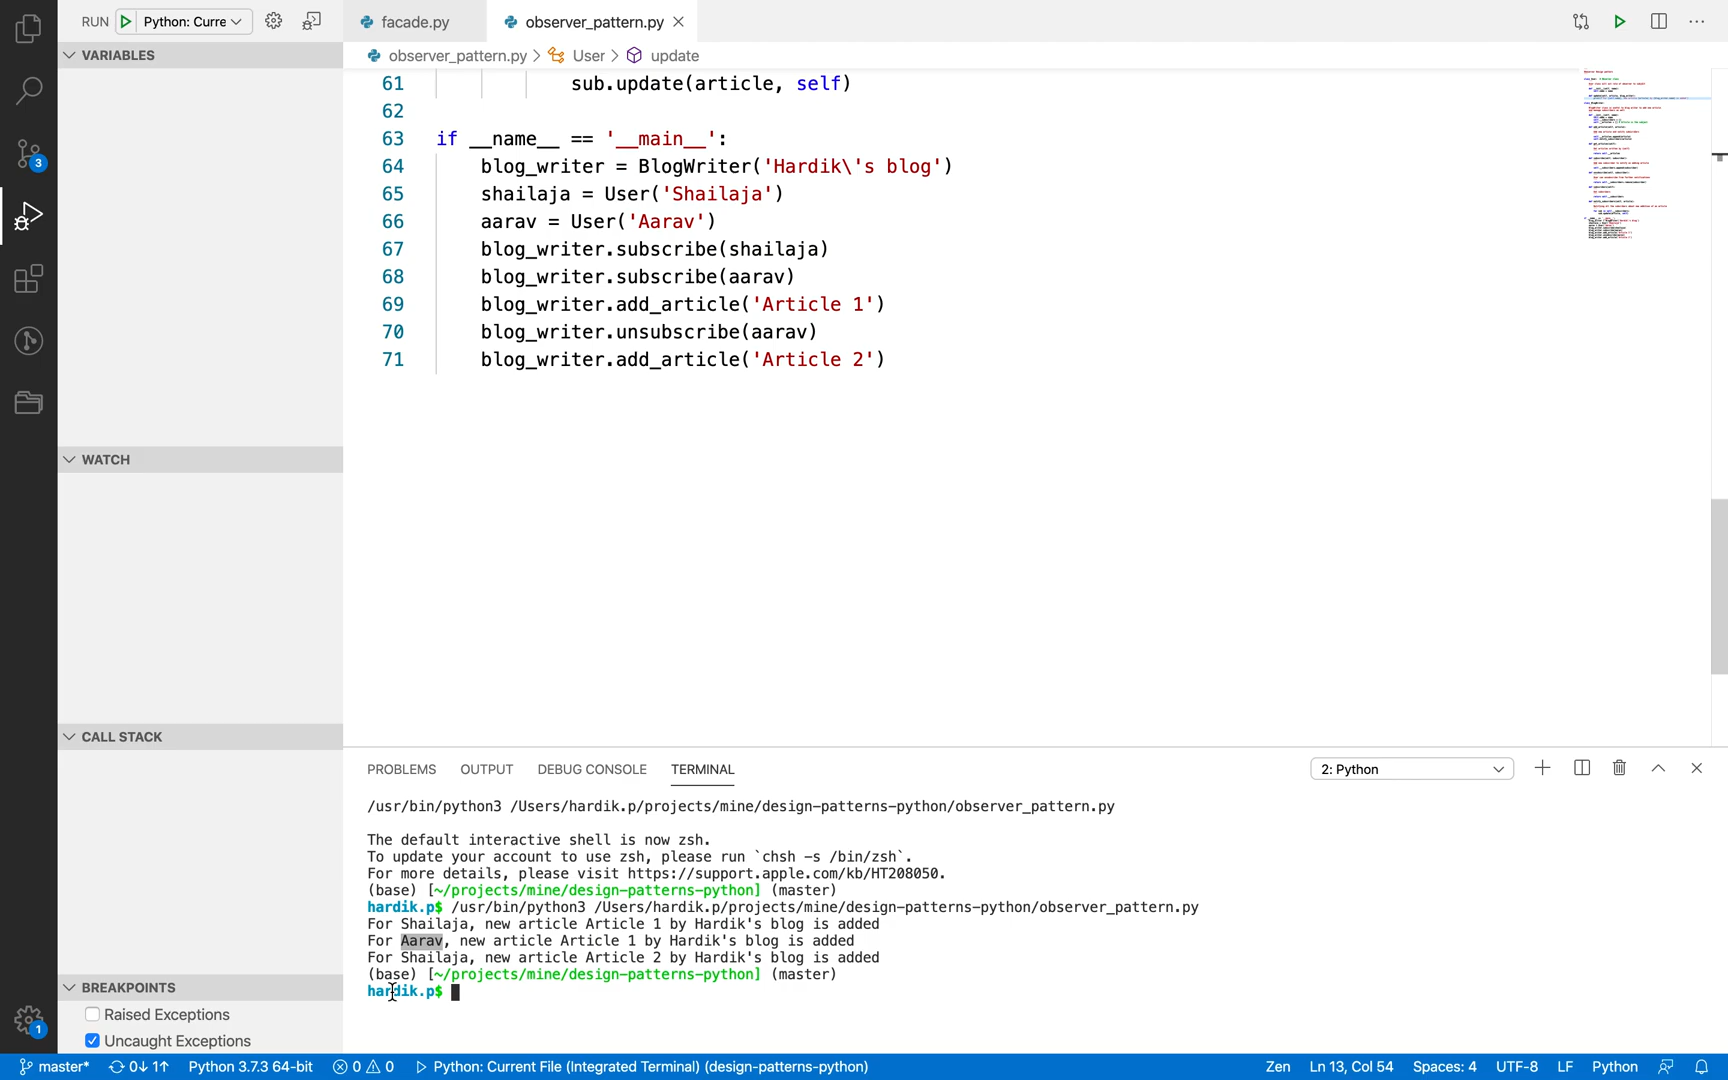 RUN Python: Curre
facade.py
observer_pattern.py
VARIABLES
observer_pattern.py > User > update
61 sub.update(article, self)
62
63 if __name__ == '__main__':
64 blog_writer = BlogWriter('Hardik\'s blog')
65 shailaja = User('Shailaja')
66 aarav = User('Aarav')
67 blog_writer.subscribe(shailaja)
68 blog_writer.subscribe(aarav)
69 blog_writer.add_article('Article 1')
70 blog_writer.unsubscribe(aarav)
71 blog_writer.add_article('Article 2')
3
WATCH
CALL STACK
PROBLEMS OUTPUT DEBUG CONSOLE TERMINAL 2: Python
/usr/bin/python3 /Users/hardik.p/projects/mine/design-patterns-python/observer_pattern.py
The default interactive shell is now zsh.
To update your account to use zsh, please run `chsh -s /bin/zsh`.
For more details, please visit https://support.apple.com/kb/HT208050.
(base) [~/projects/mine/design-patterns-python] (master)
hardik.p$ /usr/bin/python3 /Users/hardik.p/projects/mine/design-patterns-python/observer_pattern.py
For Shailaja, new article Article 1 by Hardik's blog is added
For Aarav, new article Article 1 by Hardik's blog is added
For Shailaja, new article Article 2 by Hardik's blog is added
(base) [~/projects/mine/design-patterns-python] (master)
hardik.p$
BREAKPOINTS
Raised Exceptions
Uncaught Exceptions
1
master* 0↓ 1↑ Python 3.7.3 64-bit 0 0 Python: Current File (Integrated Terminal) (design-patterns-python) Zen Ln 13, Col 54 Spaces: 4 UTF-8 LF Python